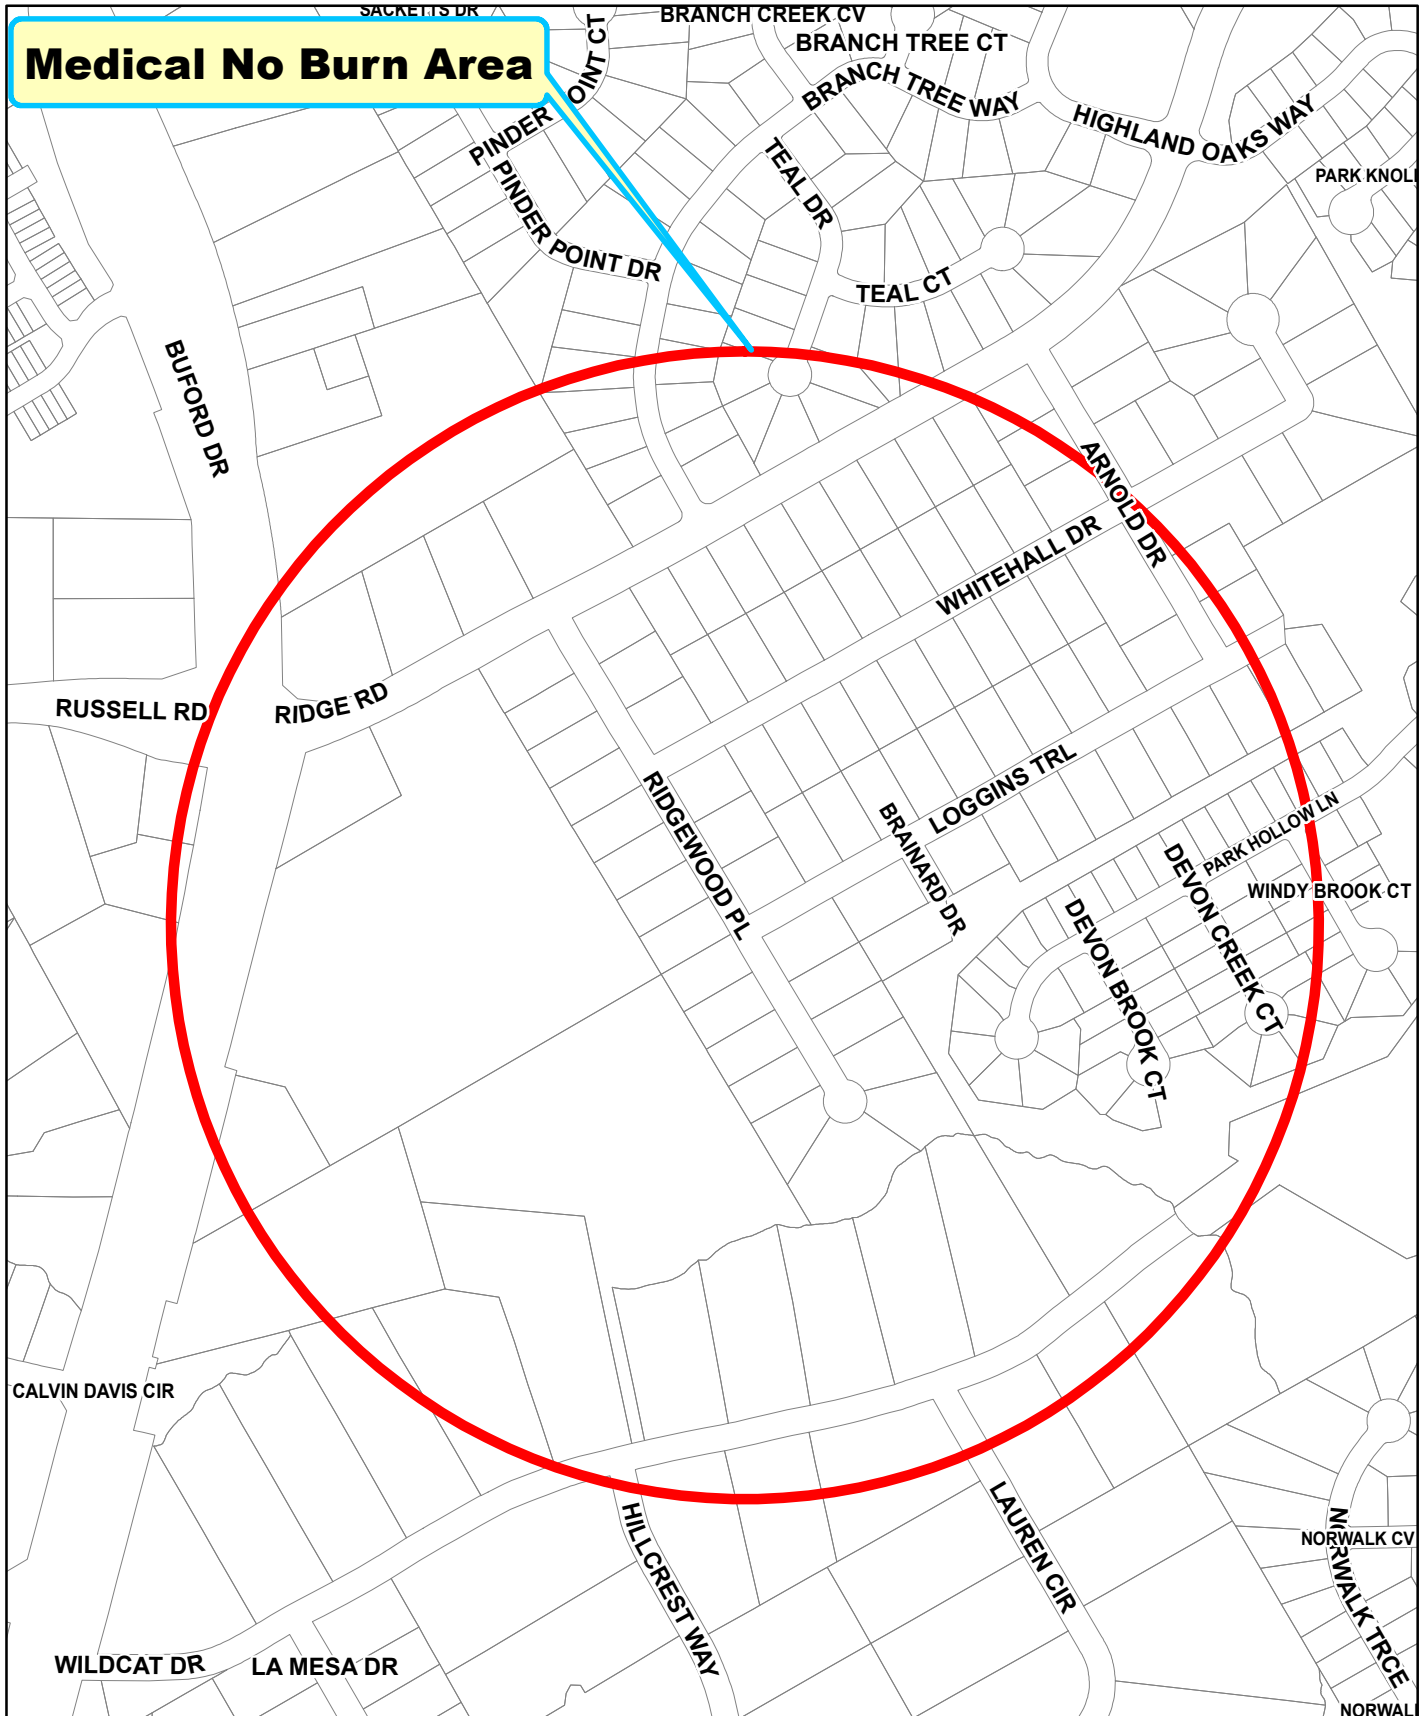 SACKETTS DR
BRANCH CREEK CV
Medical No Burn Area
BRANCH TREE CT
PINDER POINT CT
BRANCH TREE WAY
HIGHLAND OAKS WAY
TEAL DR
PARK KNOLL
PINDER POINT DR
TEAL CT
BUFORD DR
ARNOLD DR
WHITEHALL DR
RUSSELL RD
RIDGE RD
LOGGINS TRL
RIDGEWOOD PL
BRAINARD DR
PARK HOLLOW LN
DEVON CREEK CT
WINDY BROOK CT
DEVON BROOK CT
CALVIN DAVIS CIR
LAUREN CIR
HILLCREST WAY
NORWALK CV
NORWALK TRCE
WILDCAT DR
LA MESA DR
NORWALK